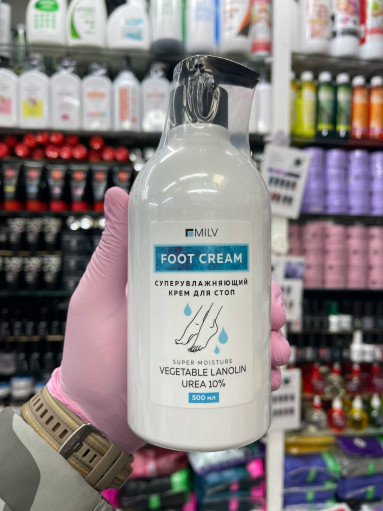 MILV
FOOT CREAM
СУПЕРУВЛАЖНЯЮЩИЙ
КРЕМ ДЛЯ СТОП
SUPER MOISTURE
VEGETABLE LANOLIN
UREA 10%
500 мл